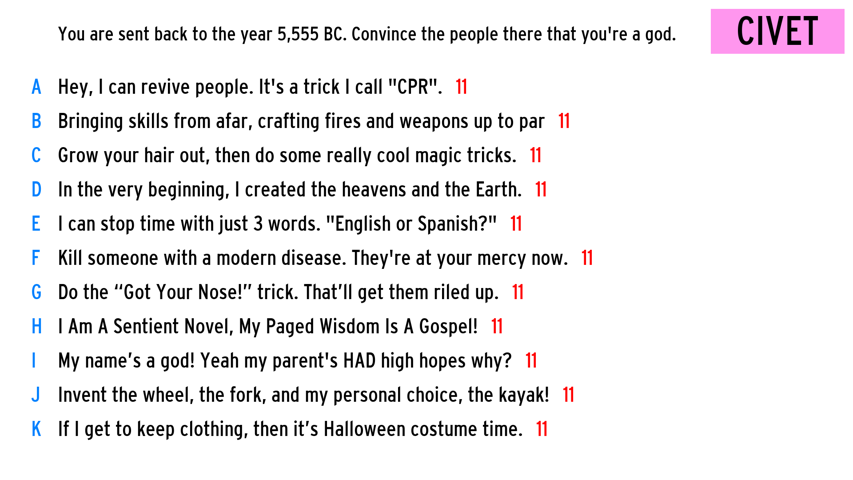 You are sent back to the year 5,555 BC. Convince the people there that you're a god.
CIVET
A Hey, I can revive people. It's a trick I call "CPR". 11
B Bringing skills from afar, crafting fires and weapons up to par 11
C Grow your hair out, then do some really cool magic tricks. 11
D In the very beginning, I created the heavens and the Earth. 11
E I can stop time with just 3 words. "English or Spanish?" 11
F Kill someone with a modern disease. They're at your mercy now. 11
G Do the “Got Your Nose!” trick. That’ll get them riled up. 11
H I Am A Sentient Novel, My Paged Wisdom Is A Gospel! 11
I My name’s a god! Yeah my parent's HAD high hopes why? 11
J Invent the wheel, the fork, and my personal choice, the kayak! 11
K If I get to keep clothing, then it’s Halloween costume time. 11